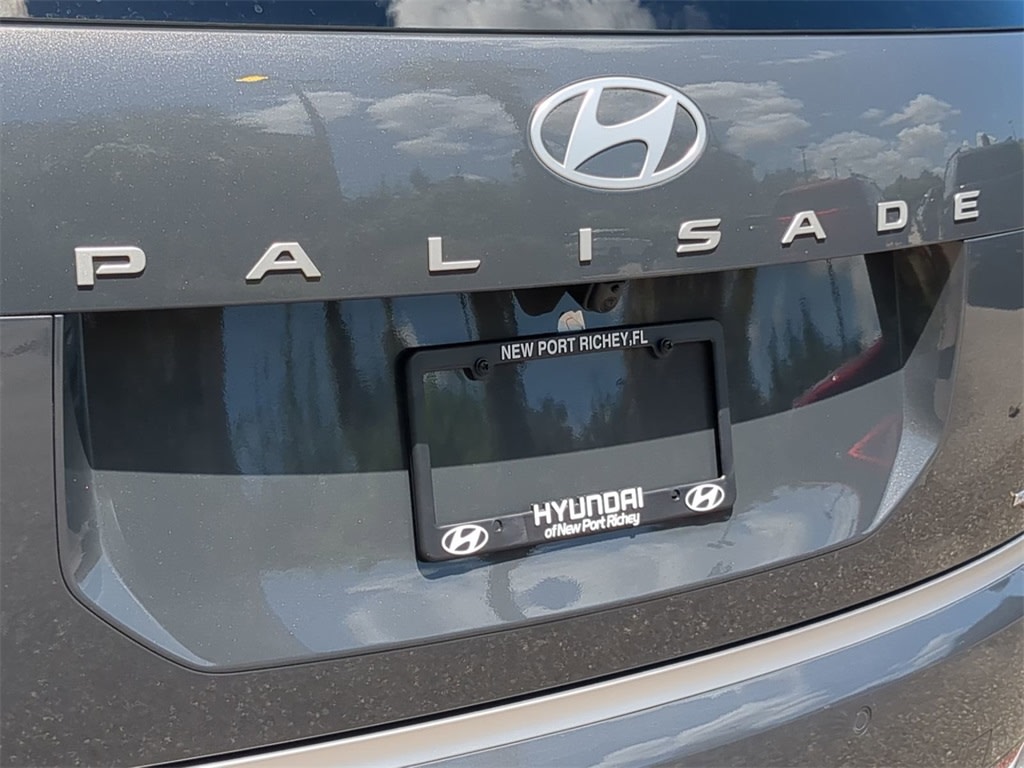 PALISADE
NEW PORT RICHEY, FL
HYUNDAI
of New Port Richey